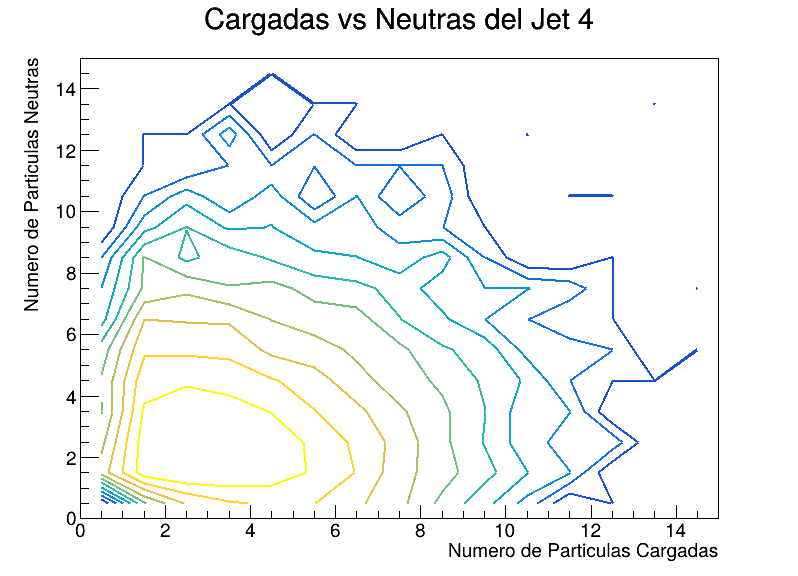 Cargadas vs Neutras del Jet 4
Numero de Particulas Neutras
14
12
10
8
6
4
2
0
0 2 4 6 8 10 12 14
Numero de Particulas Cargadas